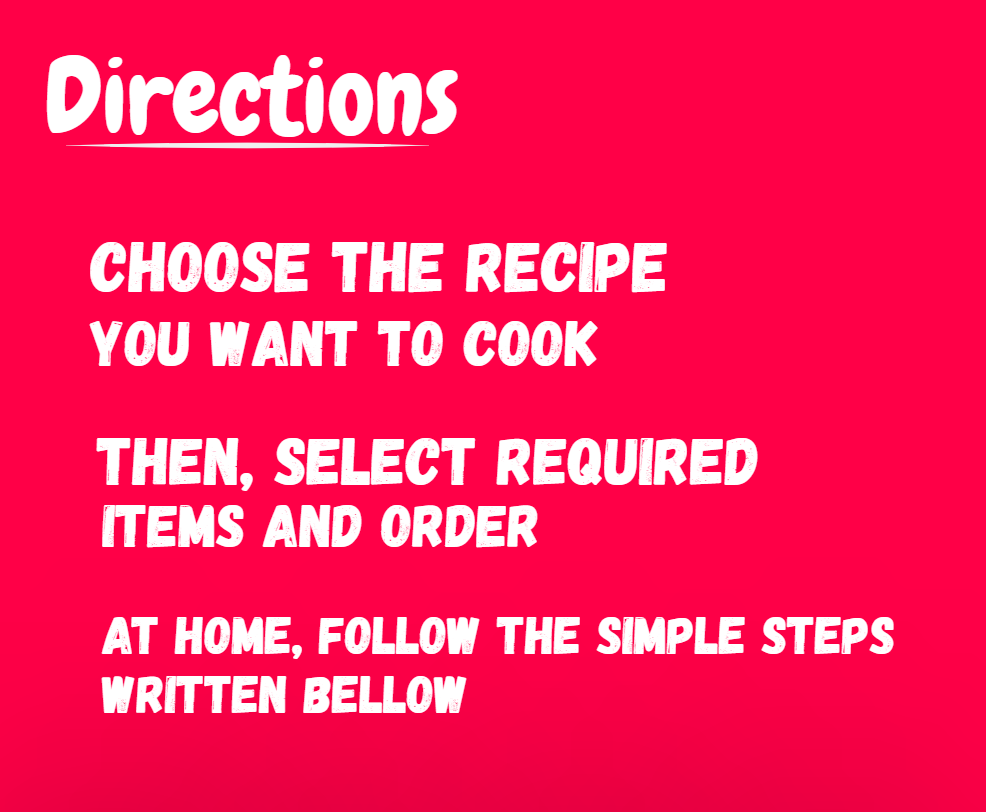 Directions
CHOOSE THE RECIPE
YOU WANT TO COOK
THEN, SELECT REQUIRED
ITEMS AND ORDER
AT HOME, FOLLOW THE SIMPLE STEPS
WRITTEN BELLOW